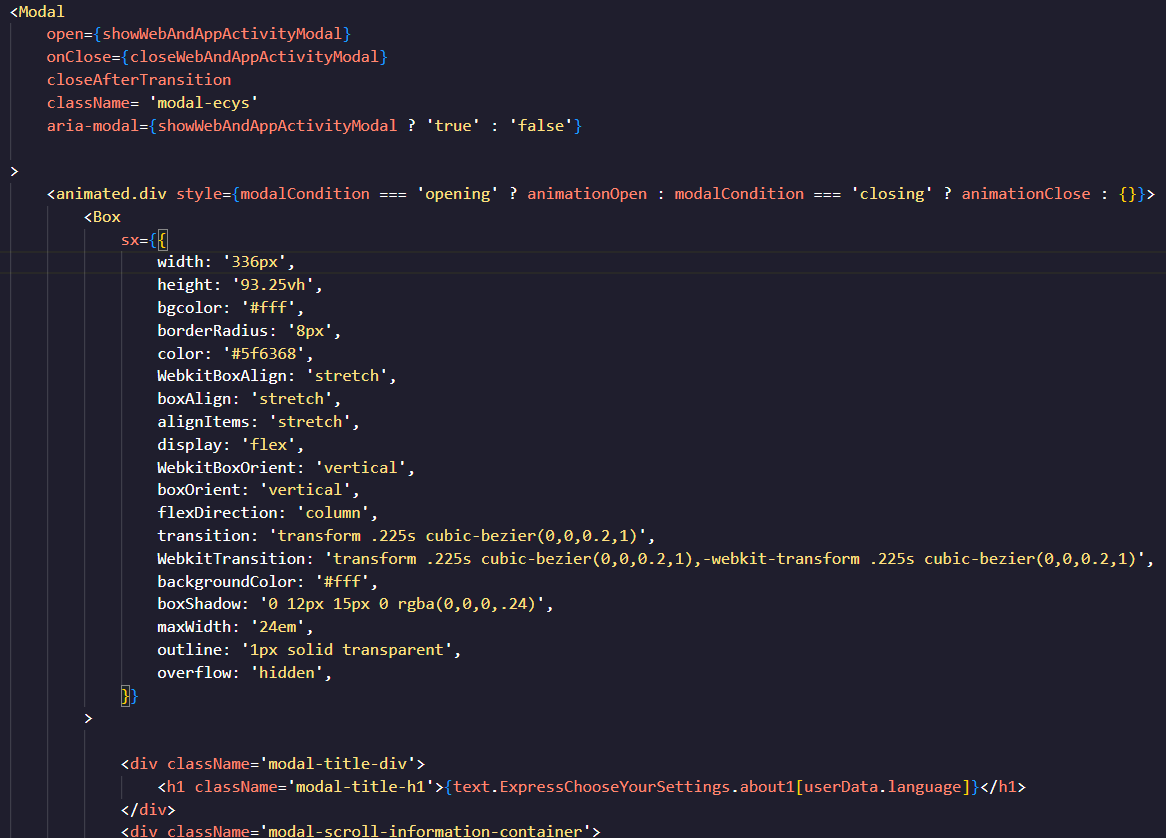 <Modal
open={showWebAndAppActivityModal}
onClose={closeWebAndAppActivityModal}
closeAfterTransition
className= 'modal-ecys'
aria-modal={showWebAndAppActivityModal ? 'true' : 'false'}
>
<animated.div style={modalCondition === 'opening' ? animationOpen : modalCondition === 'closing' ? animationClose : {}}>
<Box
sx={{
width: '336px',
height: '93.25vh',
bgcolor: '#fff',
borderRadius: '8px',
color: '#5f6368',
WebkitBoxAlign: 'stretch',
boxAlign: 'stretch',
alignItems: 'stretch',
display: 'flex',
WebkitBoxOrient: 'vertical',
boxOrient: 'vertical',
flexDirection: 'column',
transition: 'transform .225s cubic-bezier(0,0,0.2,1)',
WebkitTransition: 'transform .225s cubic-bezier(0,0,0.2,1),-webkit-transform .225s cubic-bezier(0,0,0.2,1)',
backgroundColor: '#fff',
boxShadow: '0 12px 15px 0 rgba(0,0,0,.24)',
maxWidth: '24em',
outline: '1px solid transparent',
overflow: 'hidden',
}}
>
<div className='modal-title-div'>
<h1 className='modal-title-h1'>{text.ExpressChooseYourSettings.about1[userData.language]}</h1>
</div>
<div className='modal-scroll-information-container'>